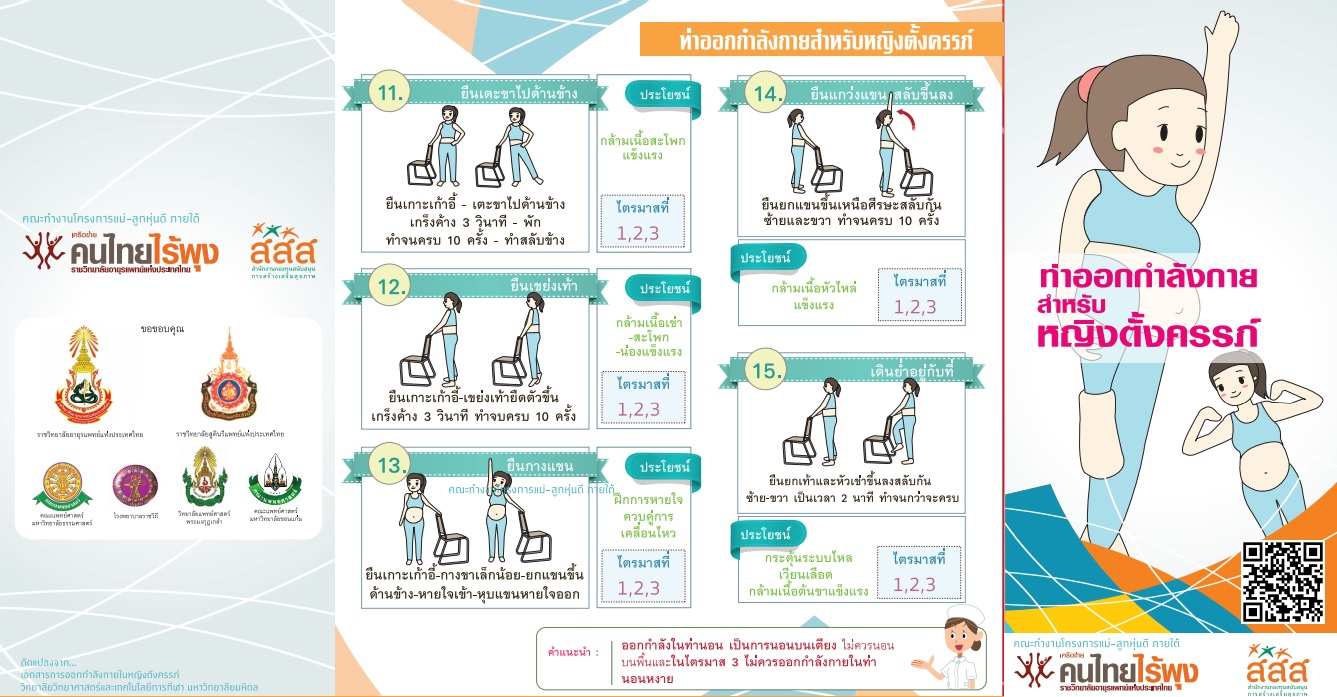 คณะทำงานโครงการแม่-ลูกหุ่นดี ภายใต้
เครือข่าย
คนไทยไร้พุง
ราชวิทยาลัยอายุรแพทย์แห่งประเทศไทย
สสส
สำนักงานกองทุนสนับสนุน
การสร้างเสริมสุขภาพ
ขอขอบคุณ
ราชวิทยาลัยอายุรแพทย์แห่งประเทศไทย
ราชวิทยาลัยสูตินรีแพทย์แห่งประเทศไทย
คณะแพทยศาสตร์
มหาวิทยาลัยธรรมศาสตร์
โรงพยาบาลราชวิถี
วิทยาลัยแพทย์ศาสตร์
พระมงกุฎเกล้า
คณะแพทยศาสตร์
มหาวิทยาลัยขอนแก่น
ดัดแปลงจาก...
เอกสารการออกกำลังกายในหญิงตั้งครรภ์
วิทยาลัยวิทยาศาสตร์และเทคโนโลยีการกีฬา มหาวิทยาลัยมหิดล
ท่าออกกำลังกายสำหรับหญิงตั้งครรภ์
11.
ยืนเตะขาไปด้านข้าง
ยืนเกาะเก้าอี้ - เตะขาไปด้านข้าง
เกร็งค้าง 3 วินาที - พัก
ทำจนครบ 10 ครั้ง - ทำสลับข้าง
ประโยชน์
กล้ามเนื้อสะโพก
แข็งแรง
ไตรมาสที่
1,2,3
12.
ยืนเขย่งเท้า
ยืนเกาะเก้าอี้-เขย่งเท้ายืดตัวขึ้น
เกร็งค้าง 3 วินาที ทำจบครบ 10 ครั้ง
ประโยชน์
กล้ามเนื้อเข่า
-สะโพก
-น่องแข็งแรง
ไตรมาสที่
1,2,3
13.
ยืนกางแขน
คณะทำงานโครงการแม่-ลูกหุ่นดี ภายใต้
ยืนเกาะเก้าอี้-กางขาเล็กน้อย-ยกแขนขึ้น
ด้านข้าง-หายใจเข้า-หุบแขนหายใจออก
ประโยชน์
ฝึกการหายใจ
ควบคู่การ
เคลื่อนไหว
ไตรมาสที่
1,2,3
14.
ยืนแกว่งแขน สลับขึ้นลง
ยืนยกแขนขึ้นเหนือศีรษะสลับกัน
ซ้ายและขวา ทำจนครบ 10 ครั้ง
ประโยชน์
กล้ามเนื้อหัวไหล่
แข็งแรง
ไตรมาสที่
1,2,3
15.
เดินย่ำอยู่กับที่
ยืนยกเท้าและหัวเข่าขึ้นลงสลับกัน
ซ้าย-ขวา เป็นเวลา 2 นาที ทำจนกว่าจะครบ
ประโยชน์
กระตุ้นระบบไหล
เวียนเลือด
กล้ามเนื้อต้นขาแข็งแรง
ไตรมาสที่
1,2,3
คำแนะนำ :
ออกกำลังในท่านอน เป็นการนอนบนเตียง ไม่ควรนอน
บนพื้นและในไตรมาส 3 ไม่ควรออกกำลังกายในท่า
นอนหงาย
ท่าออกกำลังกาย
สำหรับ
หญิงตั้งครรภ์
คณะทำงานโครงการแม่-ลูกหุ่นดี ภายใต้
เครือข่าย
คนไทยไร้พุง
ราชวิทยาลัยอายุรแพทย์แห่งประเทศไทย
สสส
สำนักงานกองทุนสนับสนุน
การสร้างเสริมสุขภาพ